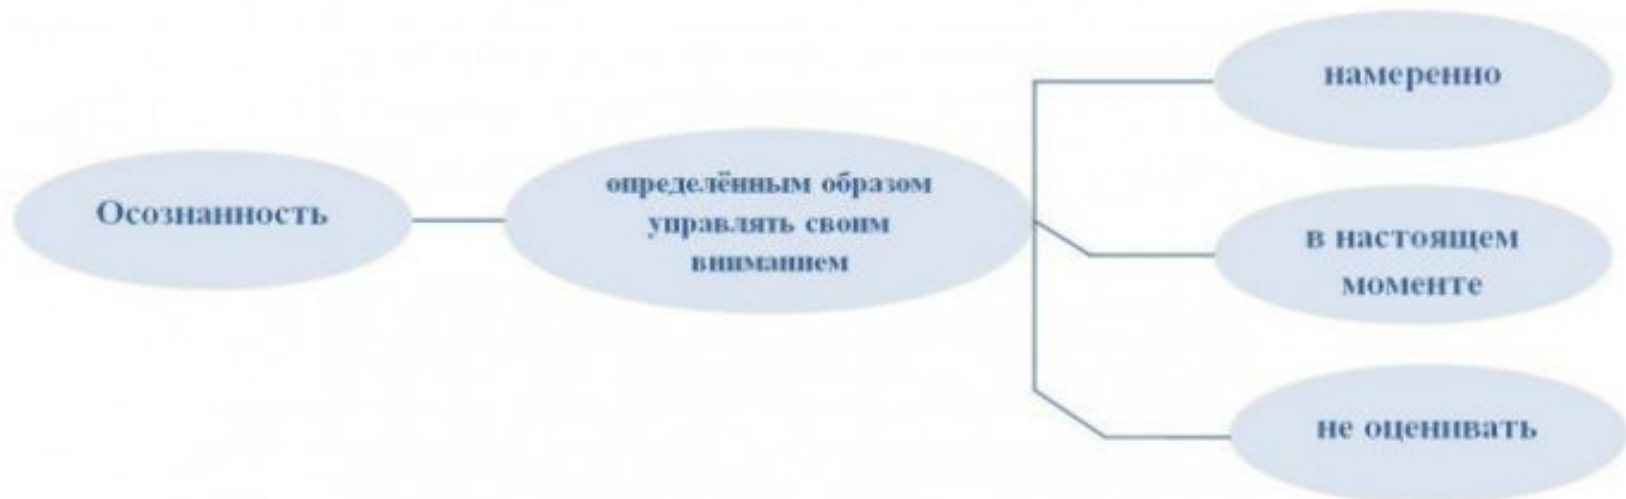 Осознанность
определённым образом
управлять своим
вниманием
намеренно
в настоящем
моменте
не оценивать